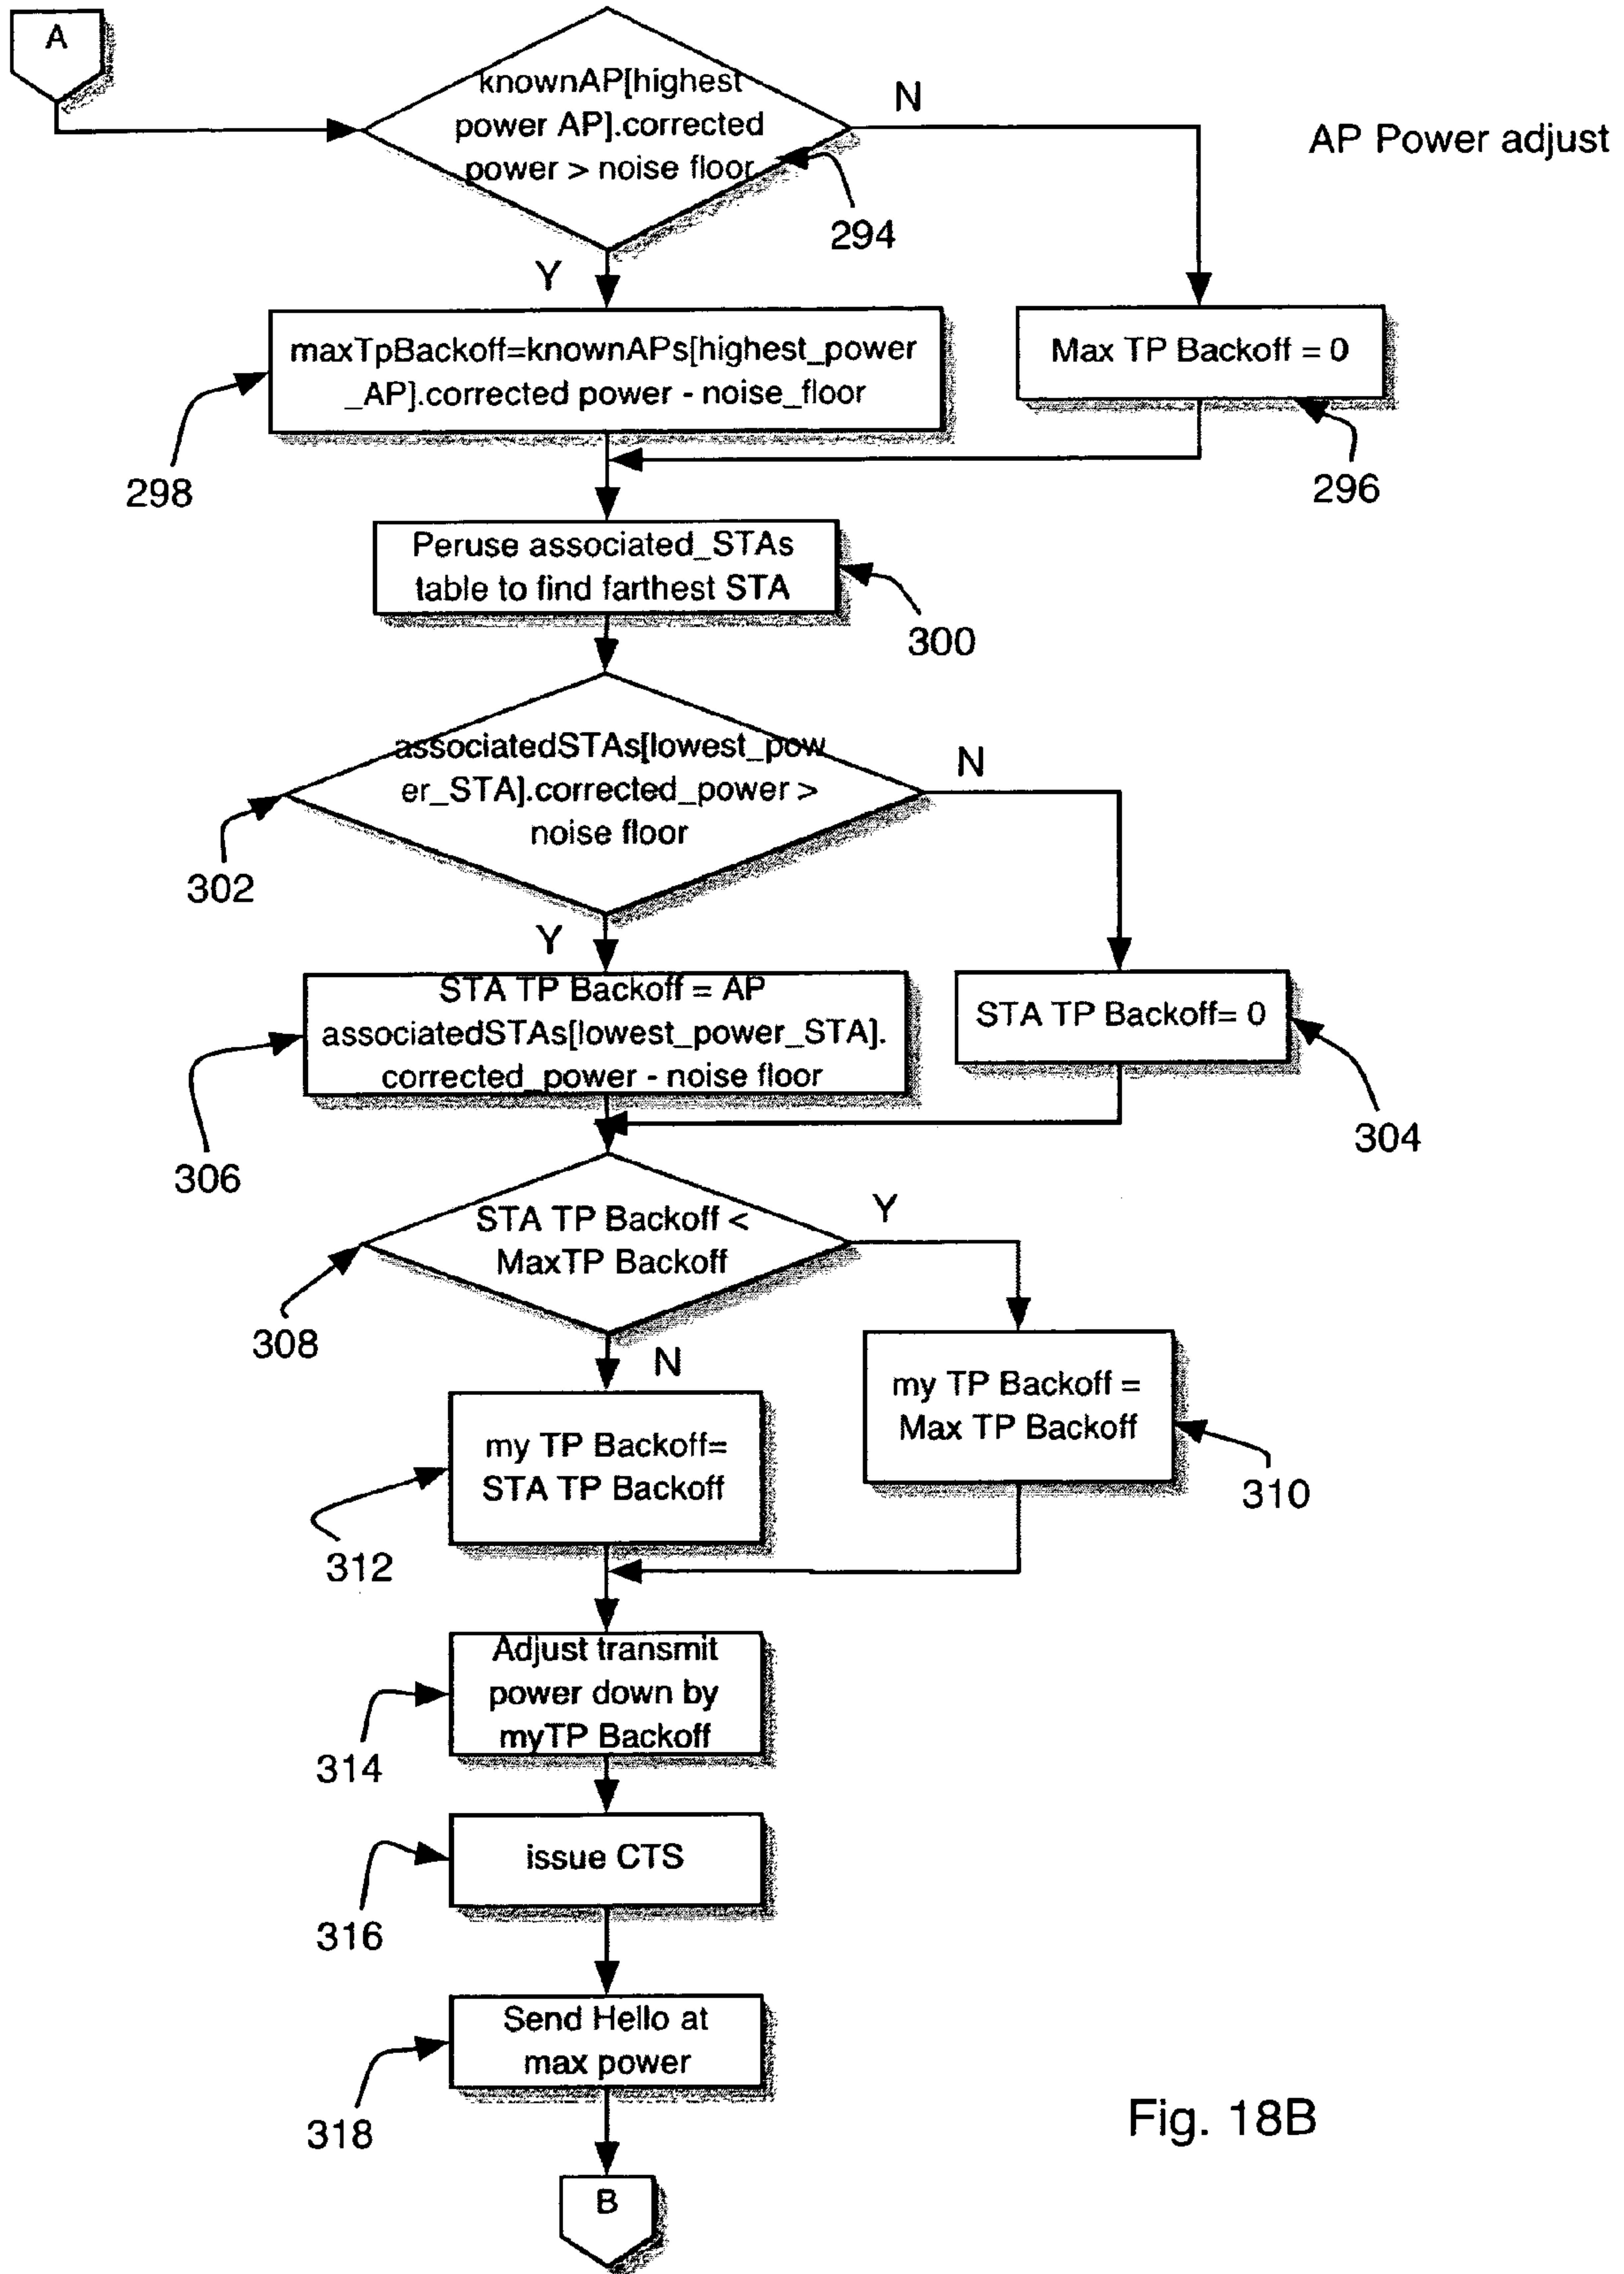 A
knownAP[highest
power AP].corrected
power > noise floor
N
AP Power adjust
294
Y
maxTpBackoff=knownAPs[highest_power
_AP].corrected power - noise_floor
Max TP Backoff = 0
298
296
Peruse associated_STAs
table to find farthest STA
300
associatedSTAs[lowest_pow
er_STA].corrected_power >
noise floor
N
302
Y
STA TP Backoff = AP
associatedSTAs[lowest_power_STA].
corrected_power - noise floor
STA TP Backoff= 0
304
306
STA TP Backoff <
MaxTP Backoff
Y
308
N
my TP Backoff =
Max TP Backoff
my TP Backoff=
STA TP Backoff
310
312
Adjust transmit
power down by
myTP Backoff
314
issue CTS
316
Send Hello at
max power
318
Fig. 18B
B